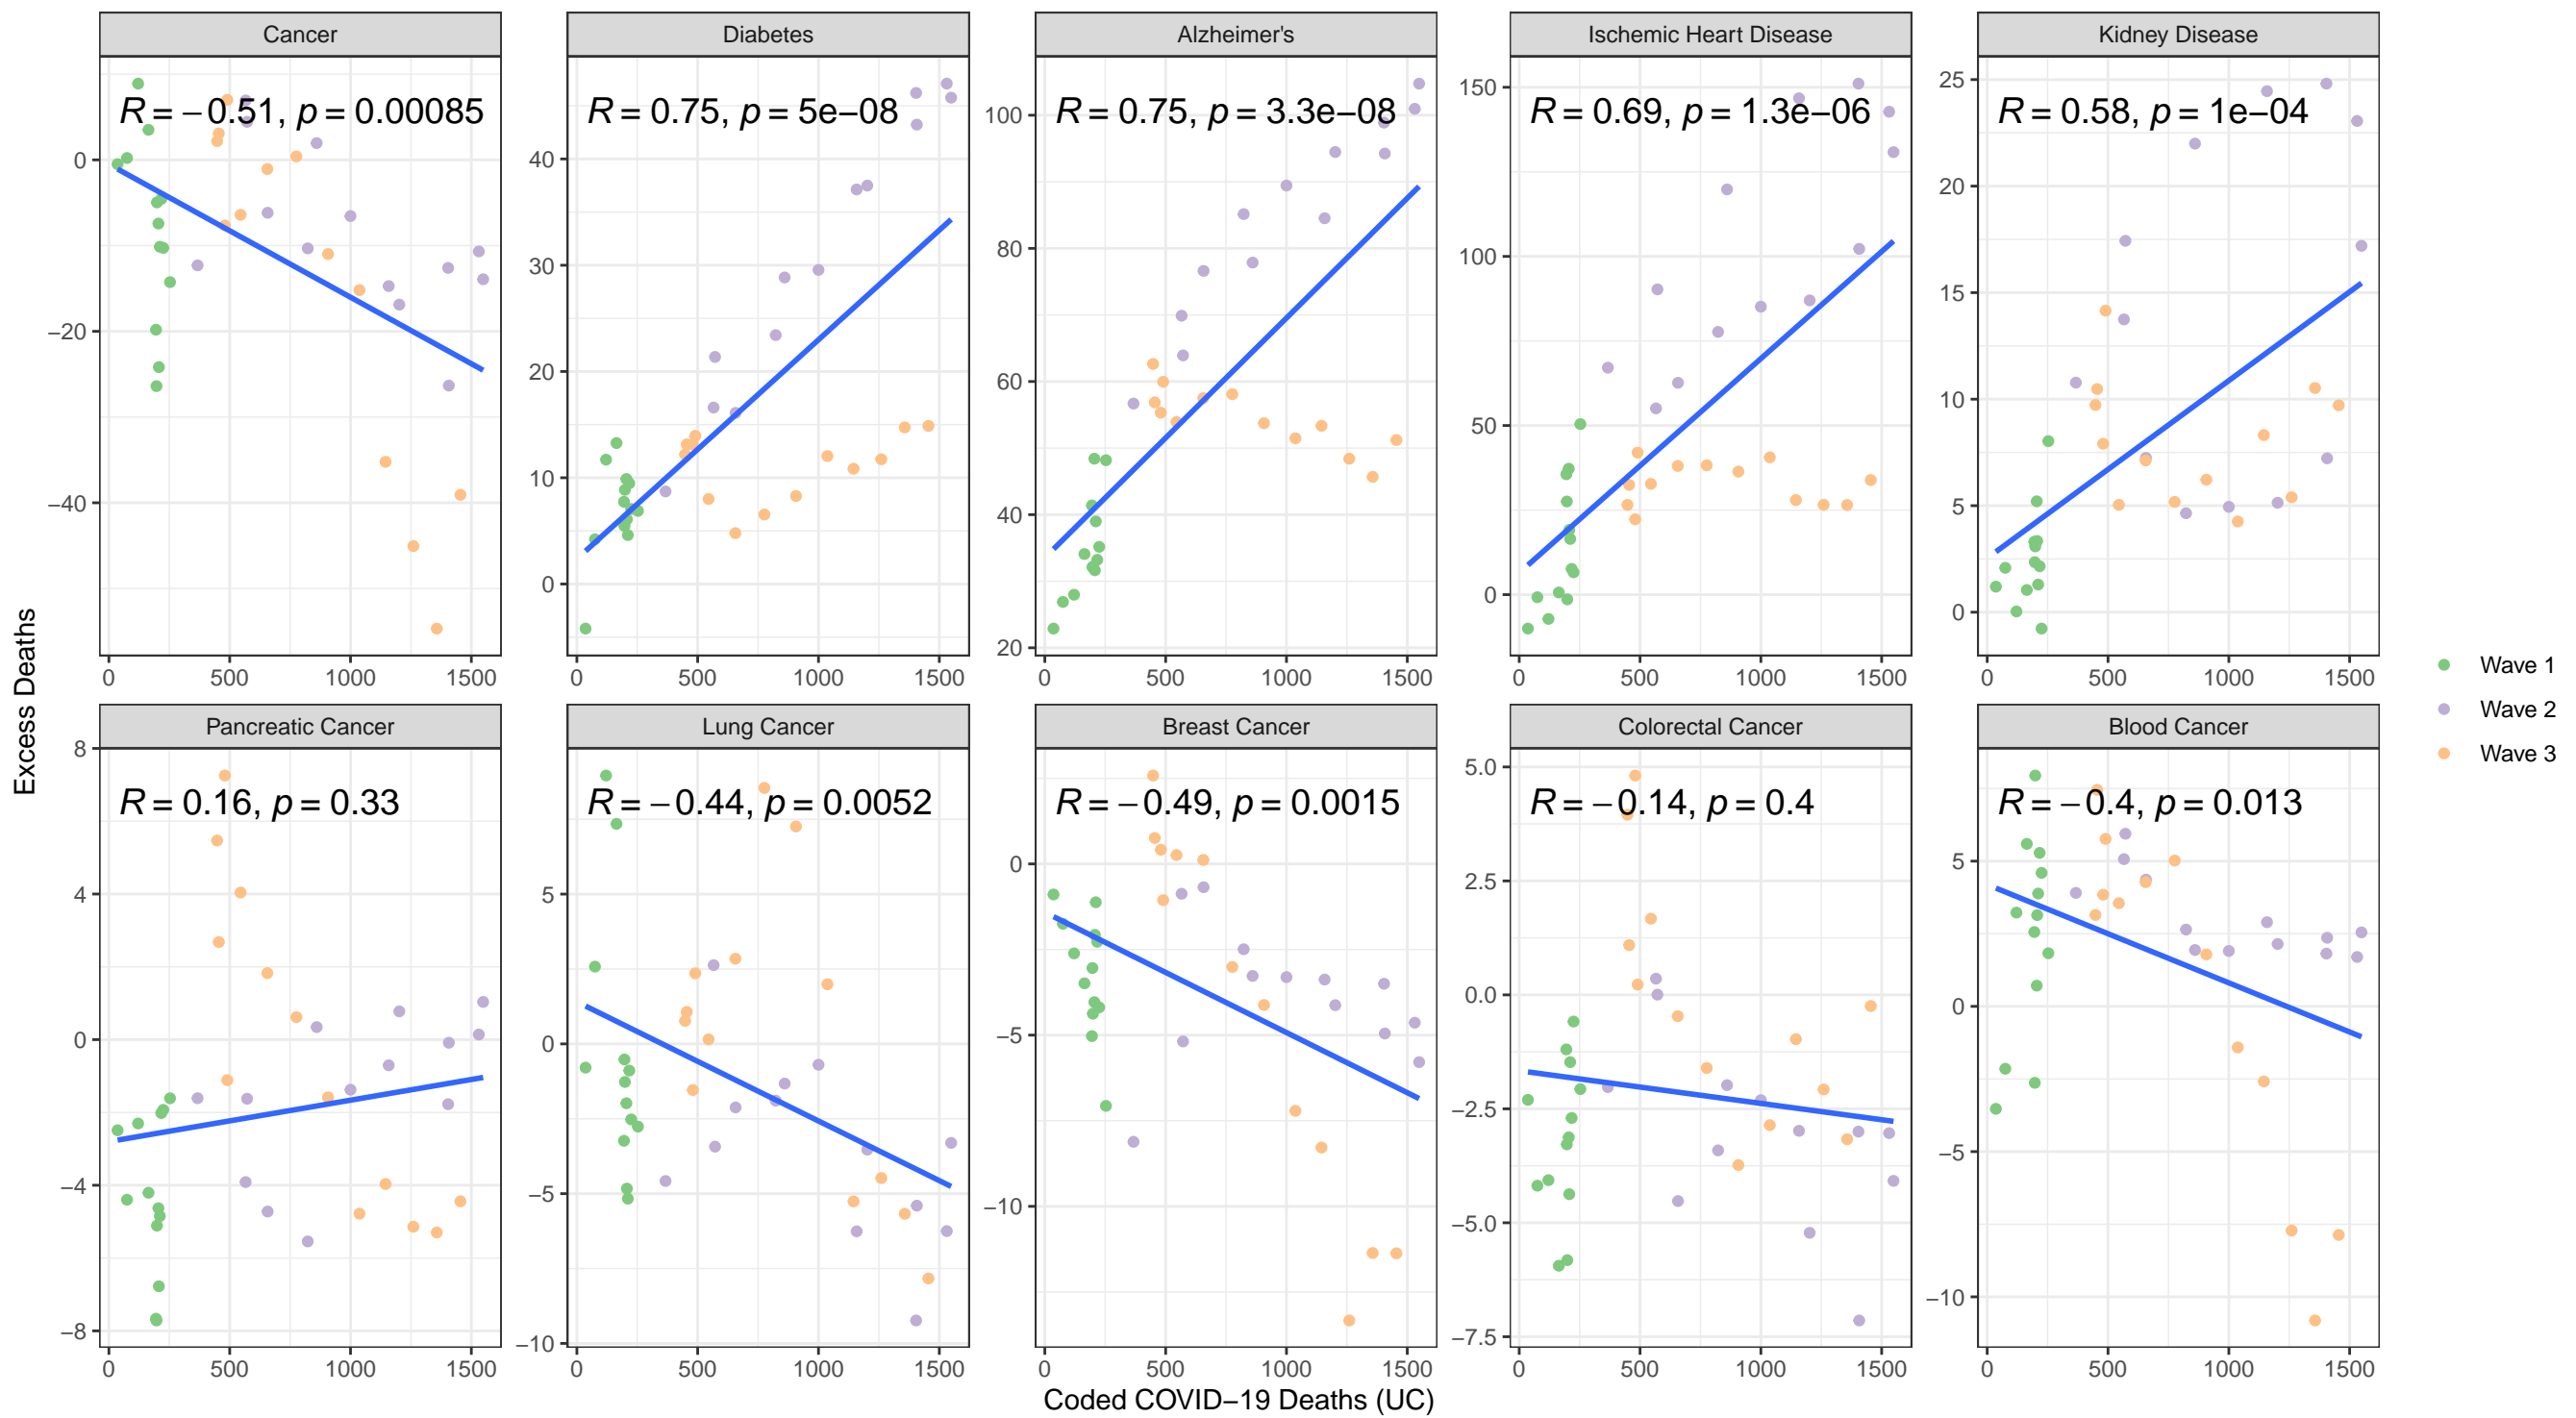 Cancer
Diabetes
Alzheimer's
Ischemic Heart Disease
Kidney Disease
R = −0.51, p = 0.00085
R = 0.75, p = 5e−08
R = 0.75, p = 3.3e−08
R = 0.69, p = 1.3e−06
R = 0.58, p = 1e−04
0
−20
−40
0 500 1000 1500
40
30
20
10
0
0 500 1000 1500
100
80
60
40
20
0 500 1000 1500
150
100
50
0
0 500 1000 1500
25
20
15
10
5
0
0 500 1000 1500
Excess Deaths
Wave 1
Wave 2
Wave 3
Pancreatic Cancer
Lung Cancer
Breast Cancer
Colorectal Cancer
Blood Cancer
R = 0.16, p = 0.33
R = −0.44, p = 0.0052
R = −0.49, p = 0.0015
R = −0.14, p = 0.4
R = −0.4, p = 0.013
8
4
0
−4
−8
0 500 1000 1500
5
0
−5
−10
0 500 1000 1500
0
−5
−10
0 500 1000 1500
5.0
2.5
0.0
−2.5
−5.0
−7.5
0 500 1000 1500
5
0
−5
−10
0 500 1000 1500
Coded COVID−19 Deaths (UC)